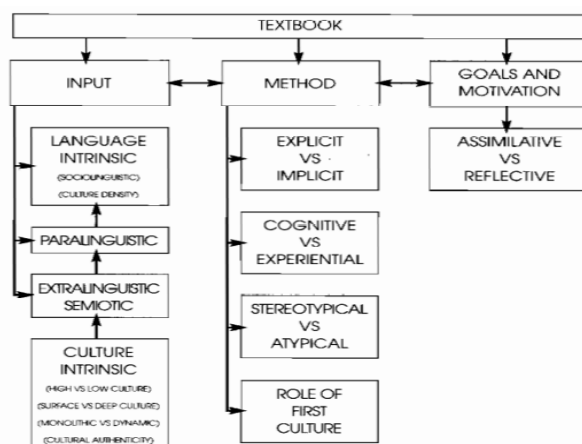 TEXTBOOK
INPUT
METHOD
GOALS AND
MOTIVATION
LANGUAGE
INTRINSIC
(SOCIOLINGUISTIC)
(CULTURE DENSITY)
PARALINGUISTIC
EXTRALINGUISTIC
SEMIOTIC
CULTURE
INTRINSIC
(HIGH VS LOW CULTURE)
(SURFACE VS DEEP CULTURE)
(MONOLITHIC VS DYNAMIC)
(CULTURAL AUTHENTICITY)
EXPLICIT
VS
IMPLICIT
COGNITIVE
VS
EXPERIENTIAL
STEREOTYPICAL
VS
ATYPICAL
ROLE OF
FIRST
CULTURE
ASSIMILATIVE
VS
REFLECTIVE